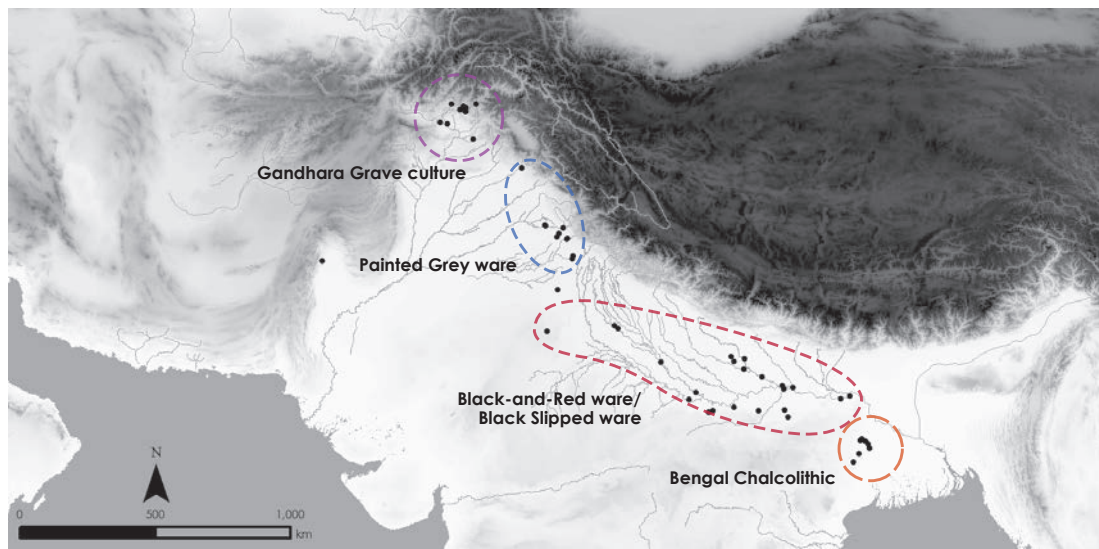 Gandhara Grave culture
Painted Grey ware
Black-and-Red ware/
Black Slipped ware
Bengal Chalcolithic
N
0 500 1,000
km